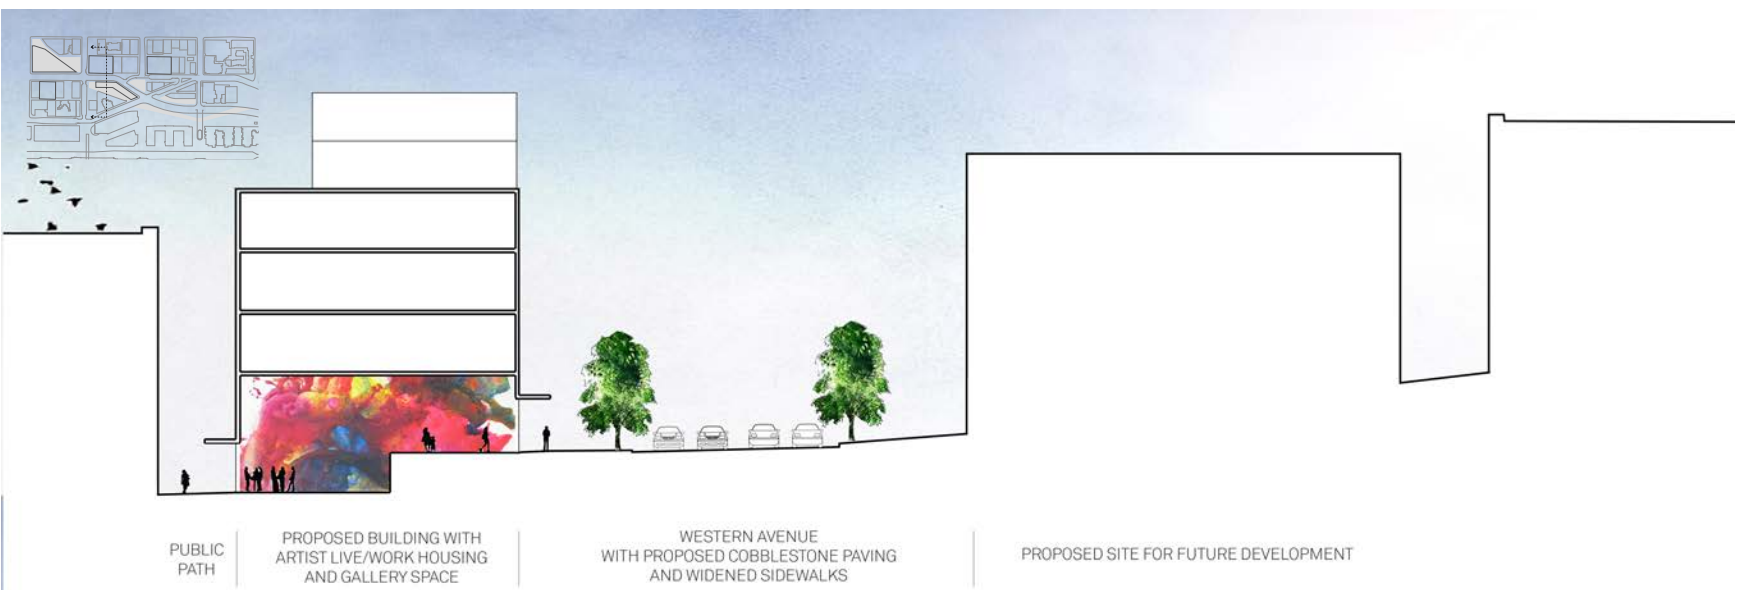 PUBLIC
PATH
PROPOSED BUILDING WITH
ARTIST LIVE/WORK HOUSING
AND GALLERY SPACE
WESTERN AVENUE
WITH PROPOSED COBBLESTONE PAVING
AND WIDENED SIDEWALKS
PROPOSED SITE FOR FUTURE DEVELOPMENT